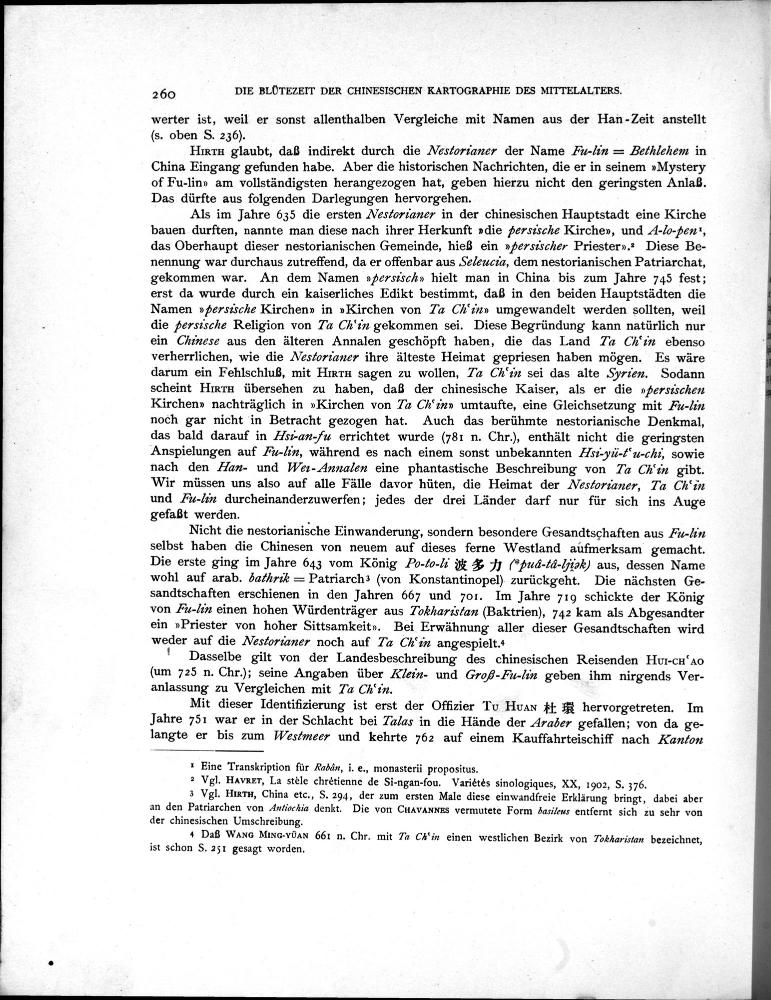 260 DIE BLÜTEZEIT DER CHINESISCHEN KARTOGRAPHIE DES MITTELALTERS.
werter ist, weil er sonst allenthalben Vergleiche mit Namen aus der Han-Zeit anstellt
(s. oben S. 236).
HIRTH glaubt, daß indirekt durch die Nestorianer der Name Fu-lin = Bethlehem in
China Eingang gefunden habe. Aber die historischen Nachrichten, die er in seinem »Mystery
of Fu-lin« am vollständigsten herangezogen hat, geben hierzu nicht den geringsten Anlaß.
Das dürfte aus folgenden Darlegungen hervorgehen.
Als im Jahre 635 die ersten Nestorianer in der chinesischen Hauptstadt eine Kirche
bauen durften, nannte man diese nach ihrer Herkunft »die persische Kirche«, und A-lo-pen¹,
das Oberhaupt dieser nestorianischen Gemeinde, hieß ein »persischer Priester«.² Diese Be-
nennung war durchaus zutreffend, da er offenbar aus Seleucia, dem nestorianischen Patriarchat,
gekommen war. An dem Namen »persisch« hielt man in China bis zum Jahre 745 fest;
erst da wurde durch ein kaiserliches Edikt bestimmt, daß in den beiden Hauptstädten die
Namen »persische Kirchen« in »Kirchen von Ta Chʻin« umgewandelt werden sollten, weil
die persische Religion von Ta Chʻin gekommen sei. Diese Begründung kann natürlich nur
ein Chinese aus den älteren Annalen geschöpft haben, die das Land Ta Chʻin ebenso
verherrlichen, wie die Nestorianer ihre älteste Heimat gepriesen haben mögen. Es wäre
darum ein Fehlschluß, mit HIRTH sagen zu wollen, Ta Chʻin sei das alte Syrien. Sodann
scheint HIRTH übersehen zu haben, daß der chinesische Kaiser, als er die »persischen
Kirchen« nachträglich in »Kirchen von Ta Chʻin« umtaufte, eine Gleichsetzung mit Fu-lin
noch gar nicht in Betracht gezogen hat. Auch das berühmte nestorianische Denkmal,
das bald darauf in Hsi-an-fu errichtet wurde (781 n. Chr.), enthält nicht die geringsten
Anspielungen auf Fu-lin, während es nach einem sonst unbekannten Hsi-yü-tʻu-chi, sowie
nach den Han- und Wei-Annalen eine phantastische Beschreibung von Ta Chʻin gibt.
Wir müssen uns also auf alle Fälle davor hüten, die Heimat der Nestorianer, Ta Chʻin
und Fu-lin durcheinanderzuwerfen; jedes der drei Länder darf nur für sich ins Auge
gefaßt werden.
Nicht die nestorianische Einwanderung, sondern besondere Gesandtschaften aus Fu-lin
selbst haben die Chinesen von neuem auf dieses ferne Westland aufmerksam gemacht.
Die erste ging im Jahre 643 vom König Po-to-li 波多力 (*puâ-tâ-ljiək) aus, dessen Name
wohl auf arab. bathrik = Patriarch³ (von Konstantinopel) zurückgeht. Die nächsten Ge-
sandtschaften erschienen in den Jahren 667 und 701. Im Jahre 719 schickte der König
von Fu-lin einen hohen Würdenträger aus Tokharistan (Baktrien), 742 kam als Abgesandter
ein »Priester von hoher Sittsamkeit«. Bei Erwähnung aller dieser Gesandtschaften wird
weder auf die Nestorianer noch auf Ta Chʻin angespielt.⁴
Dasselbe gilt von der Landesbeschreibung des chinesischen Reisenden HUI-CHʻAO
(um 725 n. Chr.); seine Angaben über Klein- und Groß-Fu-lin geben ihm nirgends Ver-
anlassung zu Vergleichen mit Ta Chʻin.
Mit dieser Identifizierung ist erst der Offizier TU HUAN 杜環 hervorgetreten. Im
Jahre 751 war er in der Schlacht bei Talas in die Hände der Araber gefallen; von da ge-
langte er bis zum Westmeer und kehrte 762 auf einem Kauffahrteischiff nach Kanton
¹ Eine Transkription für Rabân, i. e., monasterii propositus.
² Vgl. HAVRET, La stèle chrétienne de Si-ngan-fou. Variétés sinologiques, XX, 1902, S. 376.
³ Vgl. HIRTH, China etc., S. 294, der zum ersten Male diese einwandfreie Erklärung bringt, dabei aber
an den Patriarchen von Antiochia denkt. Die von CHAVANNES vermutete Form basileus entfernt sich zu sehr von
der chinesischen Umschreibung.
⁴ Daß WANG MING-YÜAN 661 n. Chr. mit Ta Chʻin einen westlichen Bezirk von Tokharistan bezeichnet,
ist schon S. 251 gesagt worden.